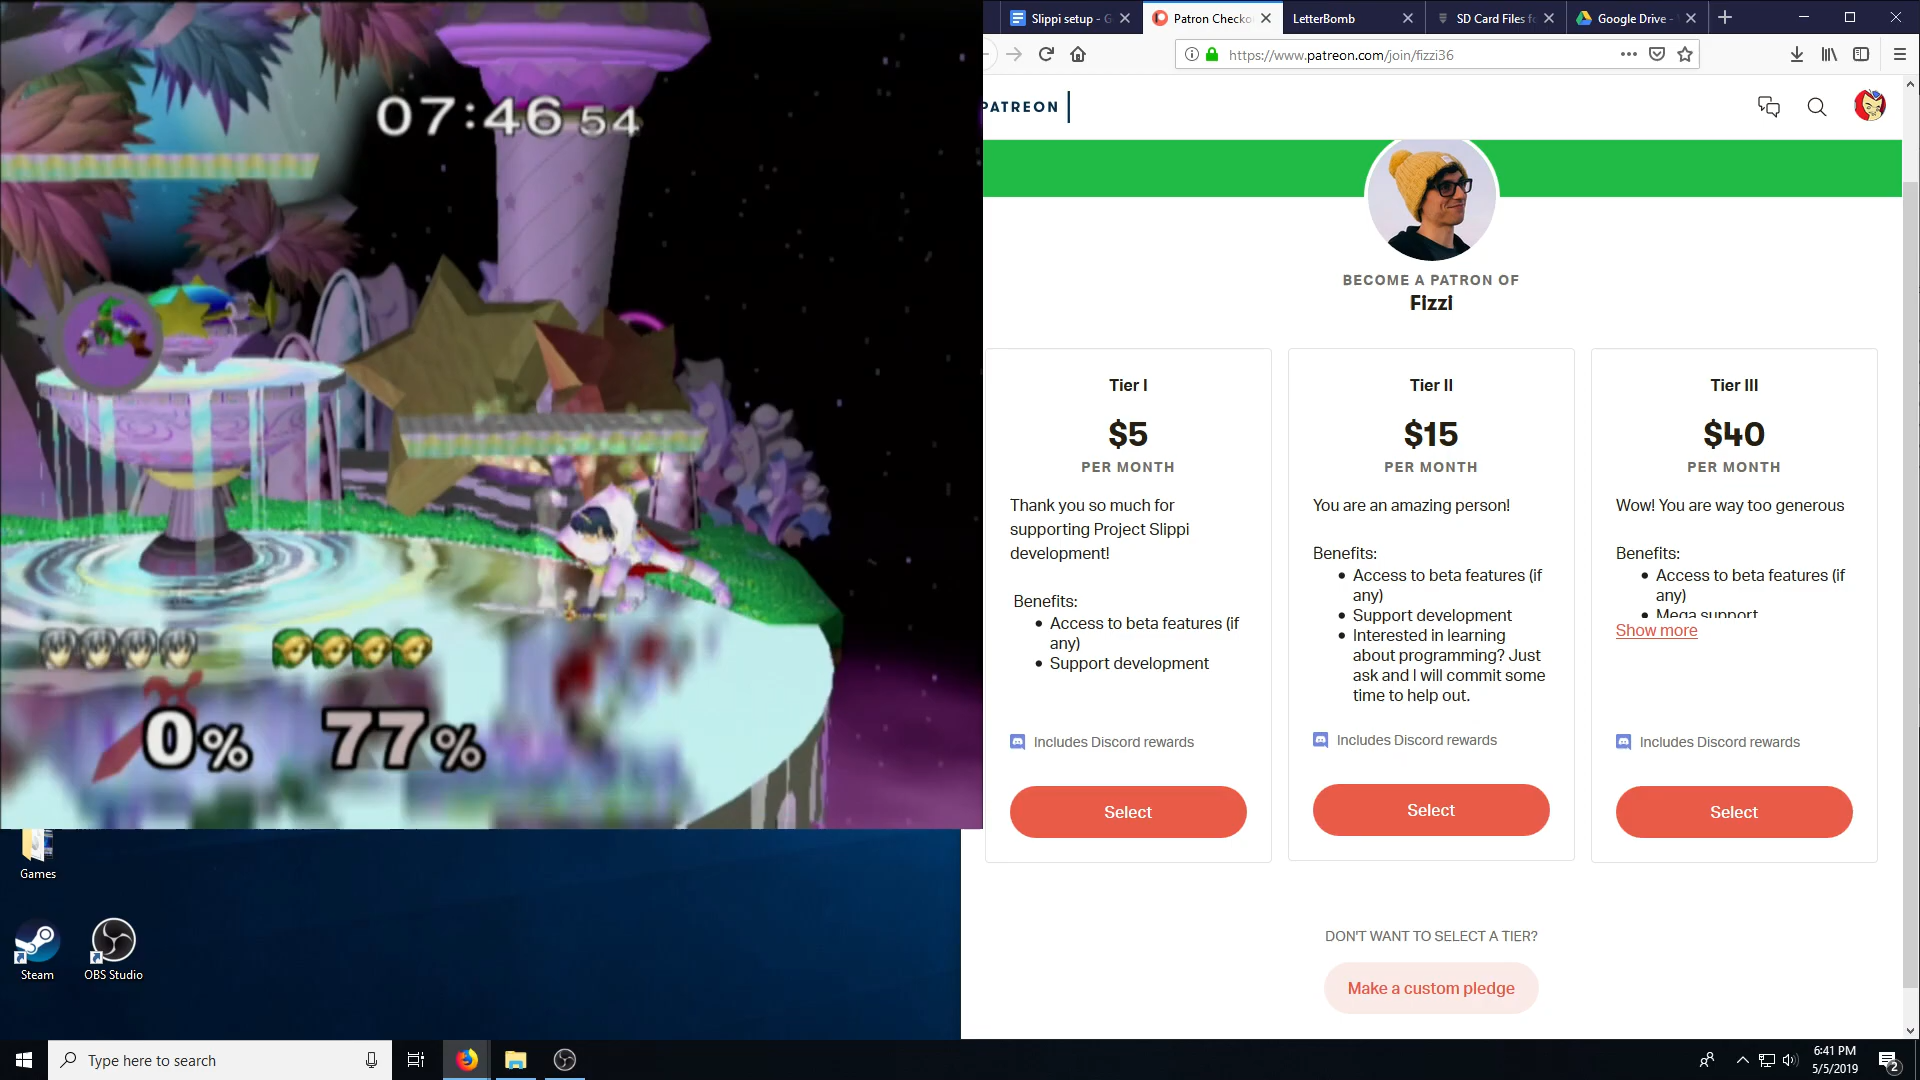 07:46 54
0%
77%
Games
Steam
OBS Studio
Slippi setup - G
Patron Checko
LetterBomb
SD Card Files fo
Google Drive -
https://www.patreon.com/join/fizzi36
PATREON
BECOME A PATRON OF
Fizzi
Tier I
$5
PER MONTH
Thank you so much for
supporting Project Slippi
development!
Benefits:
• Access to beta features (if
any)
• Support development
Includes Discord rewards
Select
Tier II
$15
PER MONTH
You are an amazing person!
Benefits:
• Access to beta features (if
any)
• Support development
• Interested in learning
about programming? Just
ask and I will commit some
time to help out.
Includes Discord rewards
Select
Tier III
$40
PER MONTH
Wow! You are way too generous
Benefits:
• Access to beta features (if
any)
• Mega support
Show more
Includes Discord rewards
Select
DON'T WANT TO SELECT A TIER?
Make a custom pledge
Type here to search
6:41 PM
5/5/2019
2